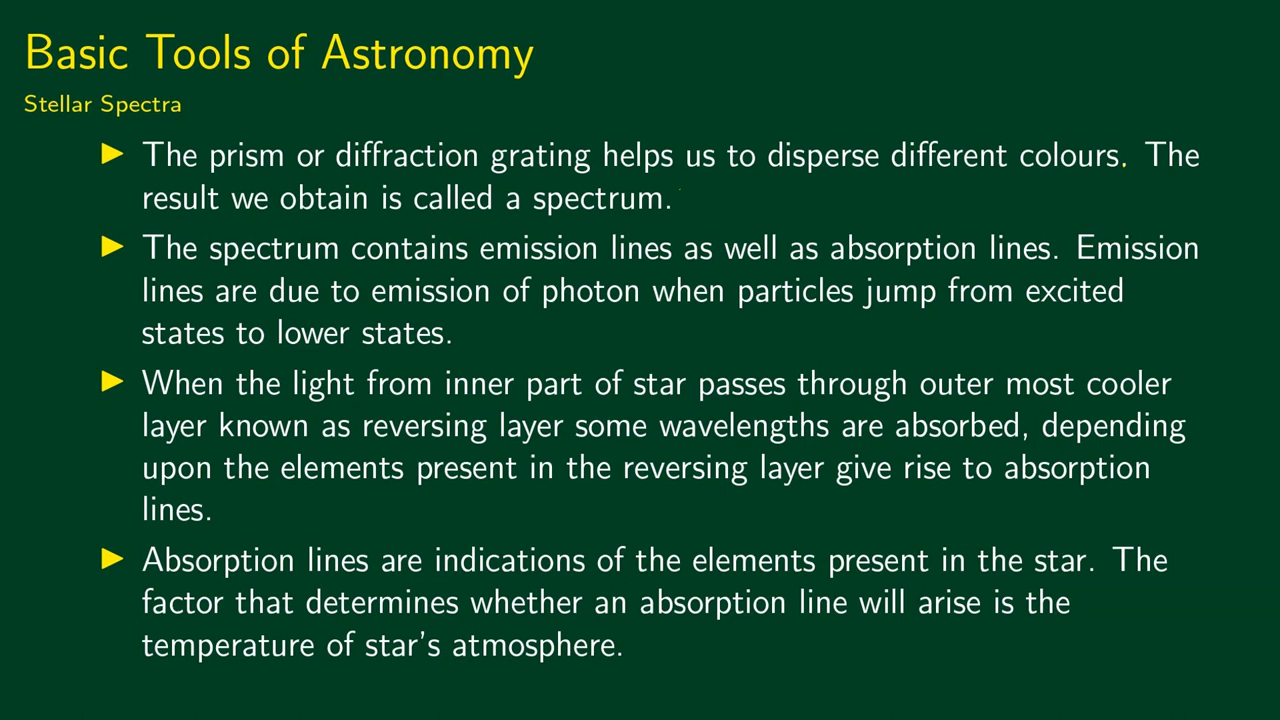 Basic Tools of Astronomy
Stellar Spectra
The prism or diffraction grating helps us to disperse different colours. The
result we obtain is called a spectrum.
The spectrum contains emission lines as well as absorption lines. Emission
lines are due to emission of photon when particles jump from excited
states to lower states.
When the light from inner part of star passes through outer most cooler
layer known as reversing layer some wavelengths are absorbed, depending
upon the elements present in the reversing layer give rise to absorption
lines.
Absorption lines are indications of the elements present in the star. The
factor that determines whether an absorption line will arise is the
temperature of star's atmosphere.